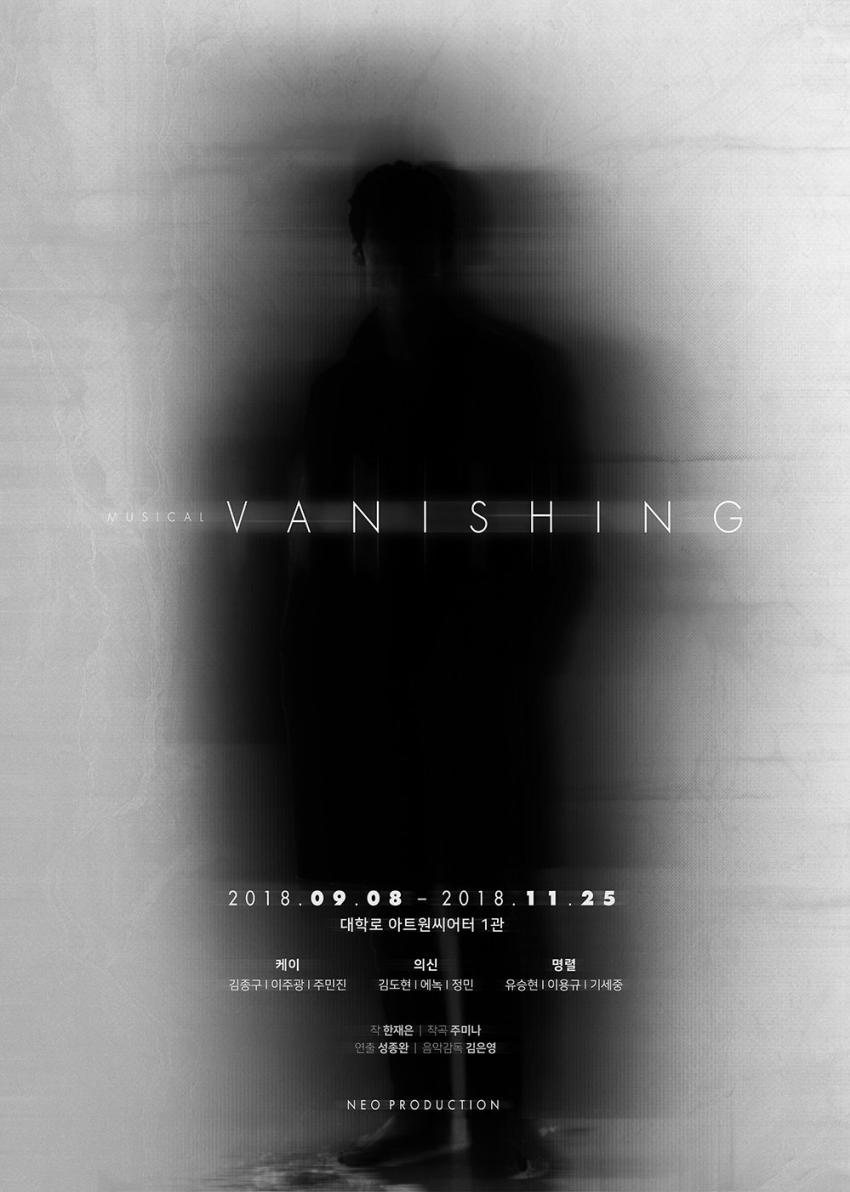 MUSICAL VANISHING
2018.09.08 – 2018.11.25
대학로 아트원씨어터 1관
케이 의신 명렬
김종구 | 이주광 | 주민진 김도현 | 에녹 | 정민 유승현 | 이용규 | 기세중
작 한재은 | 작곡 주미나
연출 성종완 | 음악감독 김은영
NEO PRODUCTION